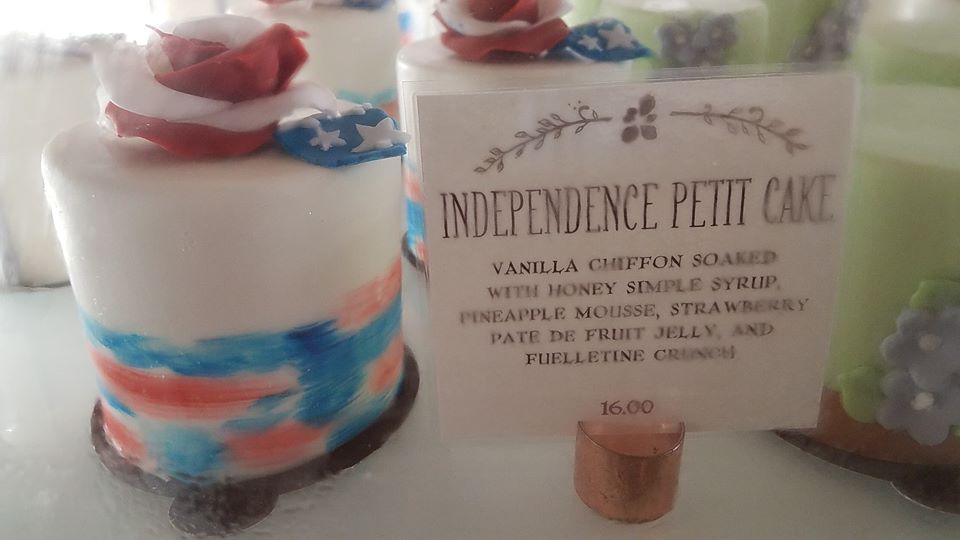 INDEPENDENCE PETIT CAKE
VANILLA CHIFFON SOAKED
WITH HONEY SIMPLE SYRUP,
PINEAPPLE MOUSSE, STRAWBERRY
PATE DE FRUIT JELLY, AND
FUELLETINE CRUNCH
16.00